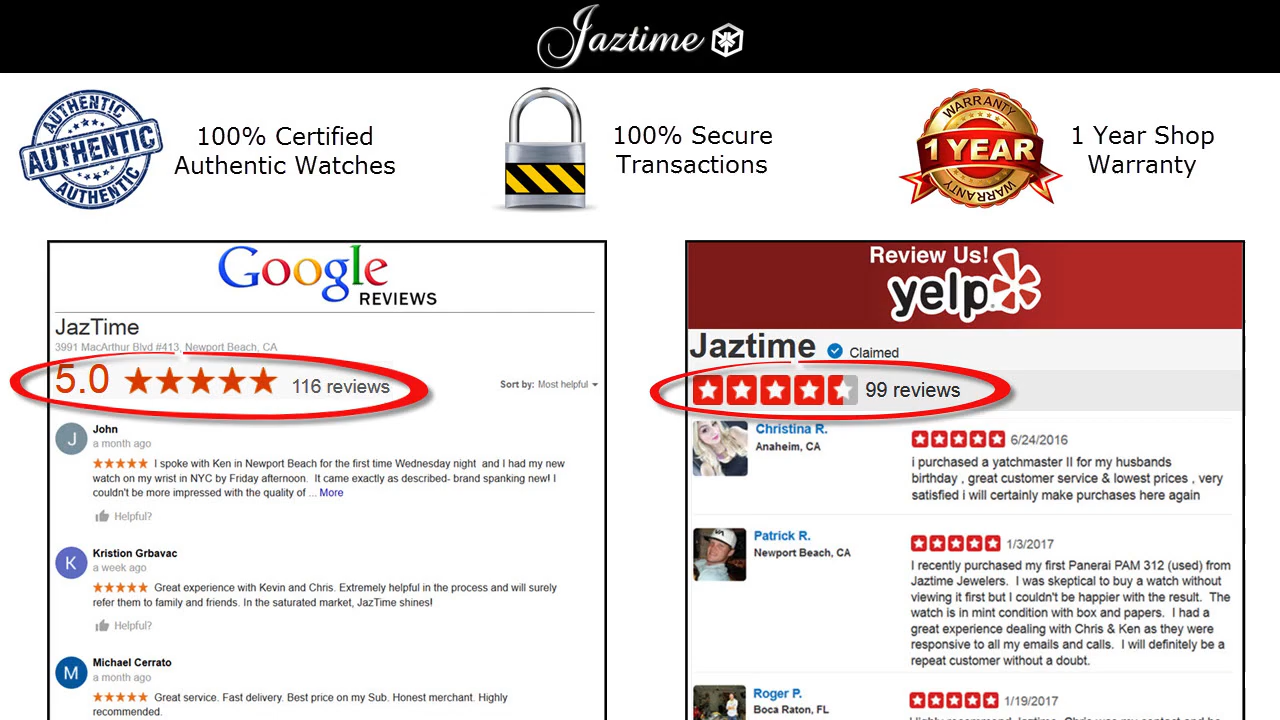 Jaztime
AUTHENTIC
AUTHENTIC
AUTHENTIC
100% Certified
Authentic Watches
100% Secure
Transactions
WARRANTY
1 YEAR
WARRANTY
1 Year Shop
Warranty
Google
REVIEWS
JazTime
3991 MacArthur Blvd #413, Newport Beach, CA
5.0 116 reviews
Sort by: Most helpful
J
John
a month ago
I spoke with Ken in Newport Beach for the first time Wednesday night and I had my new
watch on my wrist in NYC by Friday afternoon. It came exactly as described- brand spanking new! I
couldn't be more impressed with the quality of ... More
Helpful?
K
Kristion Grbavac
a week ago
Great experience with Kevin and Chris. Extremely helpful in the process and will surely
refer them to family and friends. In the saturated market, JazTime shines!
Helpful?
M
Michael Cerrato
a month ago
Great service. Fast delivery. Best price on my Sub. Honest merchant. Highly
recommended.
Review Us!
yelp
Jaztime Claimed
99 reviews
Christina R.
Anaheim, CA
6/24/2016
i purchased a yatchmaster II for my husbands
birthday , great customer service & lowest prices , very
satisfied i will certainly make purchases here again
Patrick R.
Newport Beach, CA
1/3/2017
I recently purchased my first Panerai PAM 312 (used) from
Jaztime Jewelers. I was skeptical to buy a watch without
viewing it first but I couldn't be happier with the result. The
watch is in mint condition with box and papers. I had a
great experience dealing with Chris & Ken as they were
responsive to all my emails and calls. I will definitely be a
repeat customer without a doubt.
Roger P.
Boca Raton, FL
1/19/2017